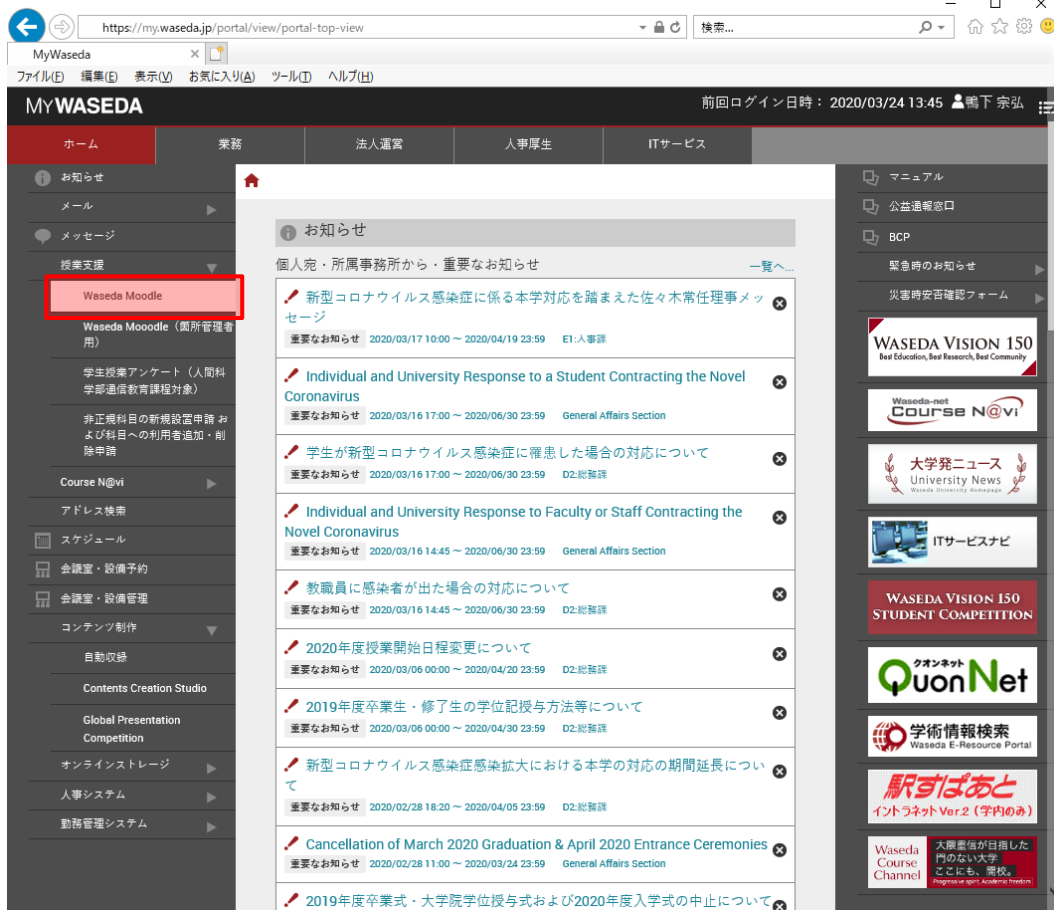 https://my.waseda.jp/portal/view/portal-top-view
検索...
MyWaseda
ファイル(F) 編集(E) 表示(V) お気に入り(A) ツール(T) ヘルプ(H)
MyWASEDA
前回ログイン日時： 2020/03/24 13:45 鴨下 宗弘
ホーム 業務 法人運営 人事厚生 ITサービス
お知らせ
メール
メッセージ
授業支援
Waseda Moodle
Waseda Mooodle（箇所管理者
用）
学生授業アンケート（人間科
学部通信教育課程対象）
非正規科目の新規設置申請 お
よび科目への利用者追加・削
除申請
Course N@vi
アドレス検索
スケジュール
会議室・設備予約
会議室・設備管理
コンテンツ制作
自動収録
Contents Creation Studio
Global Presentation
Competition
オンラインストレージ
人事システム
勤務管理システム
お知らせ
個人宛・所属事務所から・重要なお知らせ
一覧へ...
新型コロナウイルス感染症に係る本学対応を踏まえた佐々木常任理事メッ
セージ
重要なお知らせ 2020/03/17 10:00 ~ 2020/04/19 23:59 E1:人事課
Individual and University Response to a Student Contracting the Novel
Coronavirus
重要なお知らせ 2020/03/16 17:00 ~ 2020/06/30 23:59 General Affairs Section
学生が新型コロナウイルス感染症に罹患した場合の対応について
重要なお知らせ 2020/03/16 17:00 ~ 2020/06/30 23:59 D2:総務課
Individual and University Response to Faculty or Staff Contracting the
Novel Coronavirus
重要なお知らせ 2020/03/16 14:45 ~ 2020/06/30 23:59 General Affairs Section
教職員に感染者が出た場合の対応について
重要なお知らせ 2020/03/16 14:45 ~ 2020/06/30 23:59 D2:総務課
2020年度授業開始日程変更について
重要なお知らせ 2020/03/06 00:00 ~ 2020/04/20 23:59 D2:総務課
2019年度卒業生・修了生の学位記授与方法等について
重要なお知らせ 2020/03/06 00:00 ~ 2020/04/30 23:59 D2:総務課
新型コロナウイルス感染症感染拡大における本学の対応の期間延長につい
て
重要なお知らせ 2020/02/28 18:20 ~ 2020/04/05 23:59 D2:総務課
Cancellation of March 2020 Graduation & April 2020 Entrance Ceremonies
重要なお知らせ 2020/02/28 11:00 ~ 2020/03/24 23:59 General Affairs Section
2019年度卒業式・大学院学位授与式および2020年度入学式の中止について
マニュアル
公益通報窓口
BCP
緊急時のお知らせ
災害時安否確認フォーム
WASEDA VISION 150
Best Education, Best Research, Best Community
Waseda-net
Course N@vi
大学発ニュース
University News
Waseda University Homepage
ITサービスナビ
WASEDA VISION 150
STUDENT COMPETITION
クオンネット
QuonNet
学術情報検索
Waseda E-Resource Portal
駅すぱあと
イントラネット Ver.2（学内のみ）
Waseda
Course
Channel
大隈重信が目指した
門のない大学
ここにも、開校。
Progressive spirit, Academic freedom